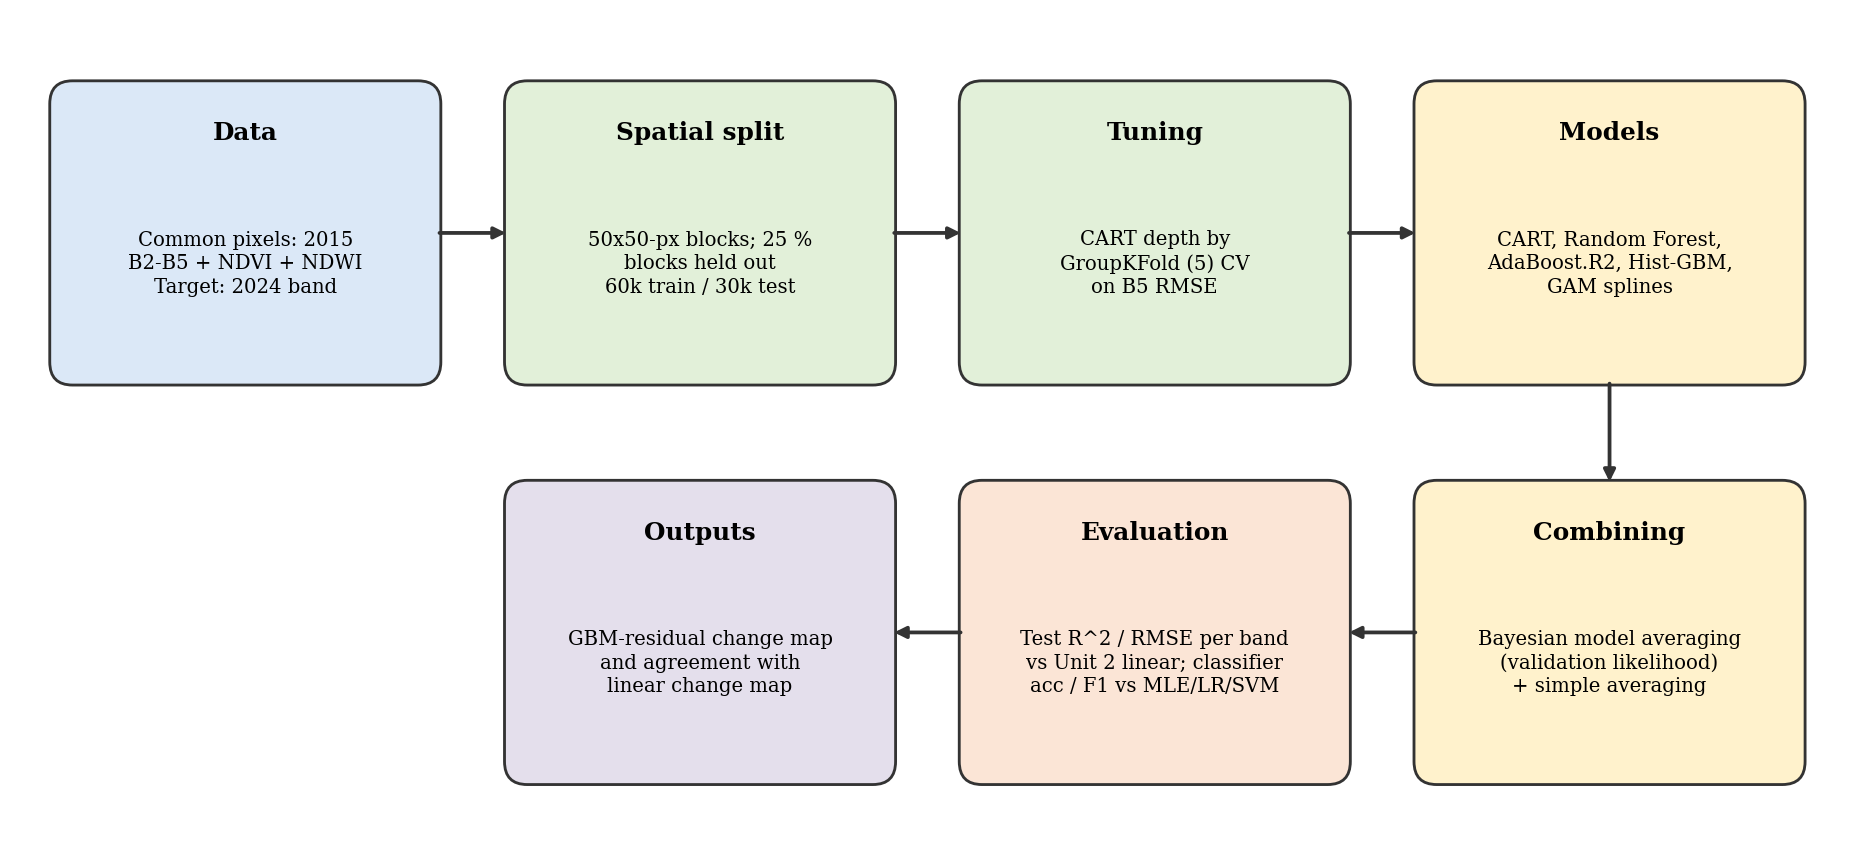 Data
Common pixels: 2015
B2-B5 + NDVI + NDWI
Target: 2024 band
Spatial split
50x50-px blocks; 25 %
blocks held out
60k train / 30k test
Tuning
CART depth by
GroupKFold (5) CV
on B5 RMSE
Models
CART, Random Forest,
AdaBoost.R2, Hist-GBM,
GAM splines
Combining
Bayesian model averaging
(validation likelihood)
+ simple averaging
Evaluation
Test R^2 / RMSE per band
vs Unit 2 linear; classifier
acc / F1 vs MLE/LR/SVM
Outputs
GBM-residual change map
and agreement with
linear change map